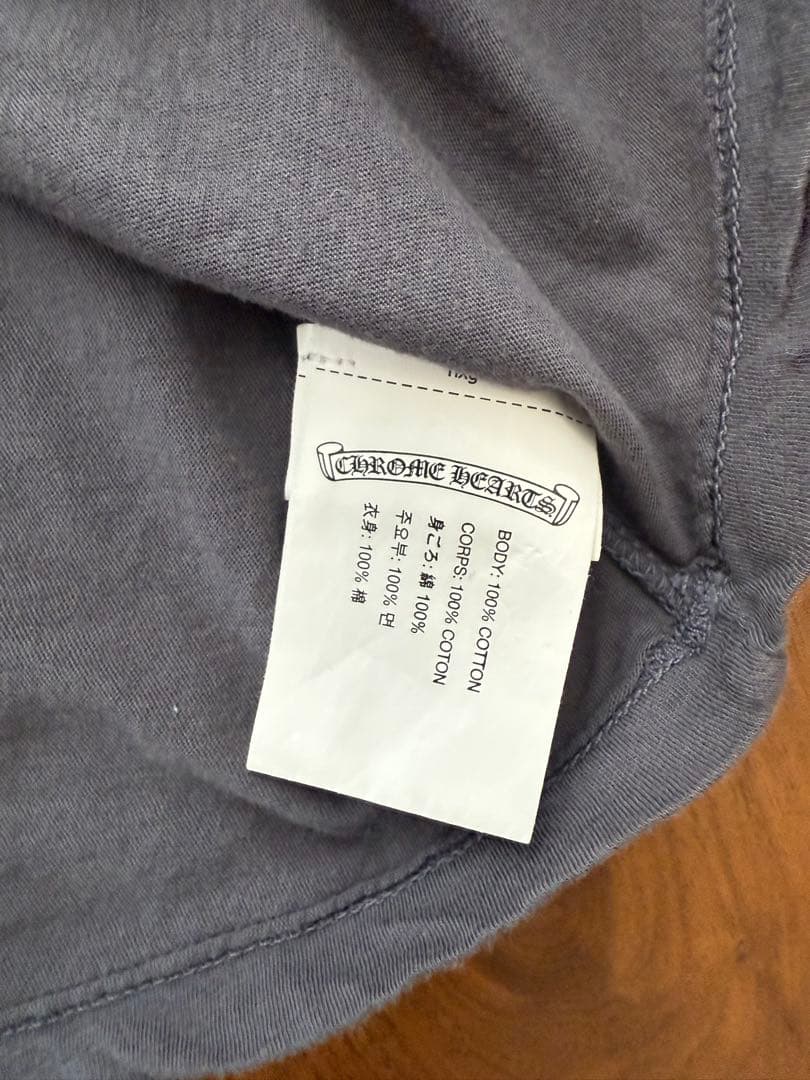 CHROME HEARTS
BODY: 100% COTTON
CORPS: 100% COTON
身ごろ: 綿 100%
주요부: 100% 면
衣身: 100% 棉